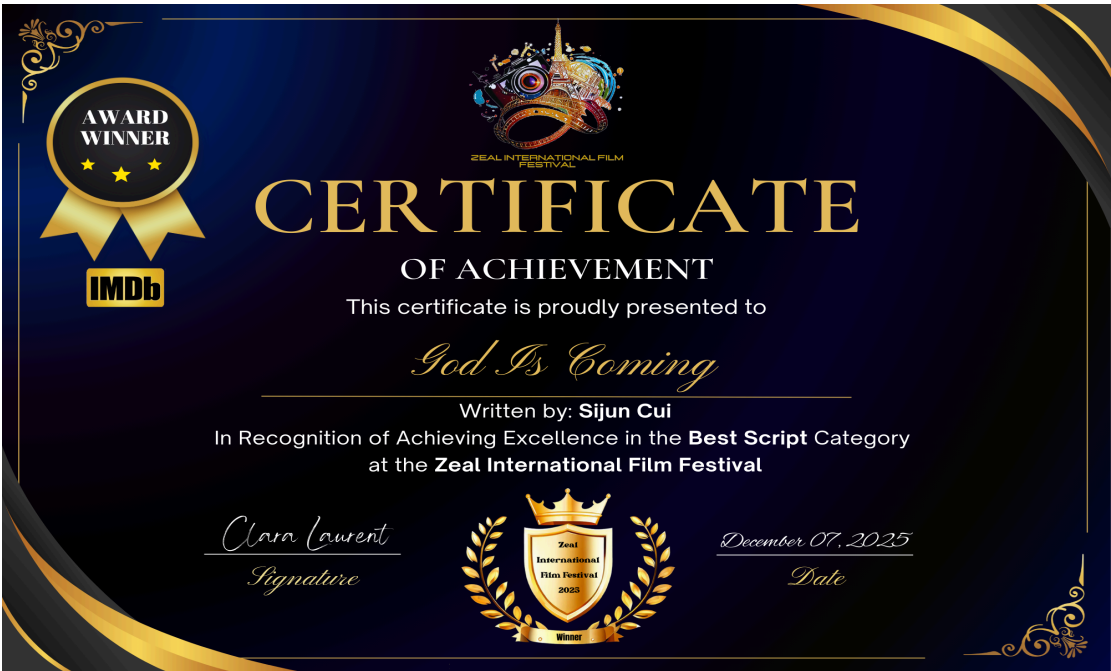 AWARD
WINNER
IMDb
ZEAL INTERNATIONAL FILM
FESTIVAL
CERTIFICATE
OF ACHIEVEMENT
This certificate is proudly presented to
God Is Coming
Written by: Sijun Cui
In Recognition of Achieving Excellence in the Best Script Category
at the Zeal International Film Festival
Clara Laurent
Signature
Zeal
International
Film Festival
2025
Winner
December 07, 2025
Date